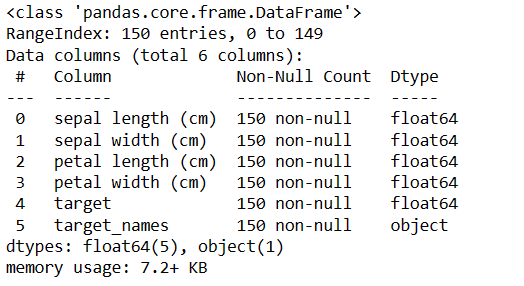 <class 'pandas.core.frame.DataFrame'>
RangeIndex: 150 entries, 0 to 149
Data columns (total 6 columns):
 #   Column             Non-Null Count  Dtype
---  ------             --------------  -----
 0   sepal length (cm)  150 non-null    float64
 1   sepal width (cm)   150 non-null    float64
 2   petal length (cm)  150 non-null    float64
 3   petal width (cm)   150 non-null    float64
 4   target             150 non-null    float64
 5   target_names       150 non-null    object
dtypes: float64(5), object(1)
memory usage: 7.2+ KB